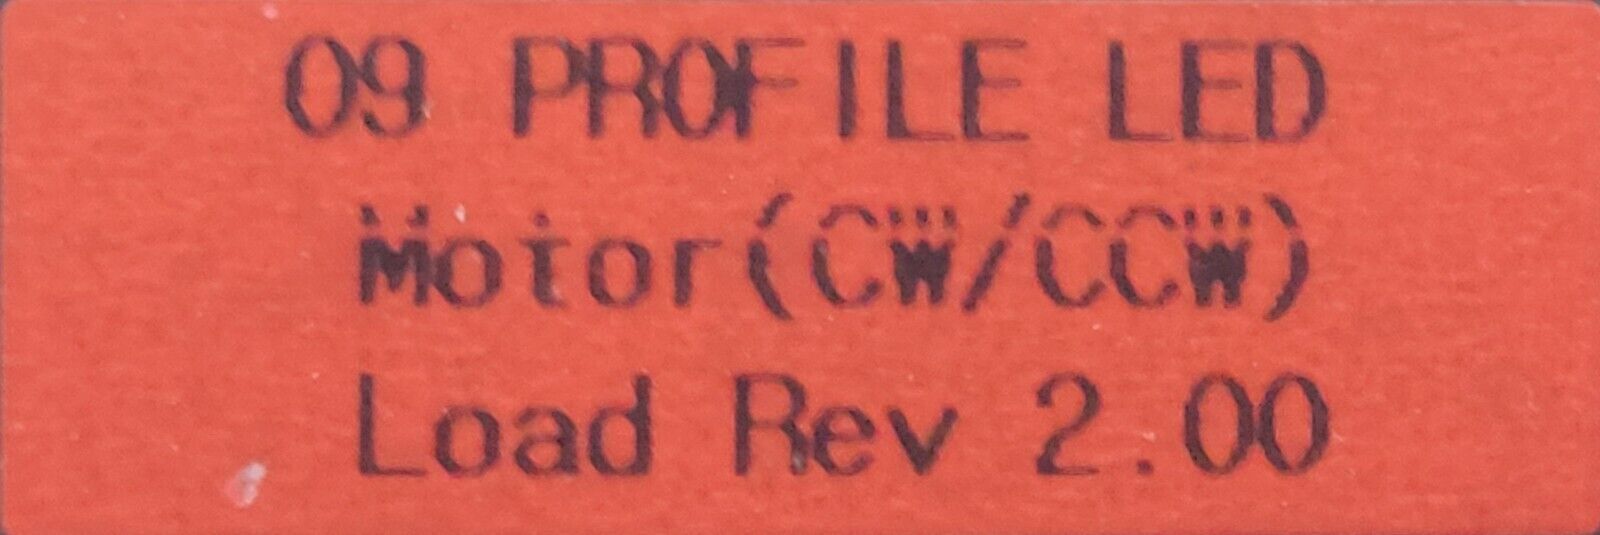 09 PROFILE LED
Motor(CW/CCW)
Load Rev 2.00